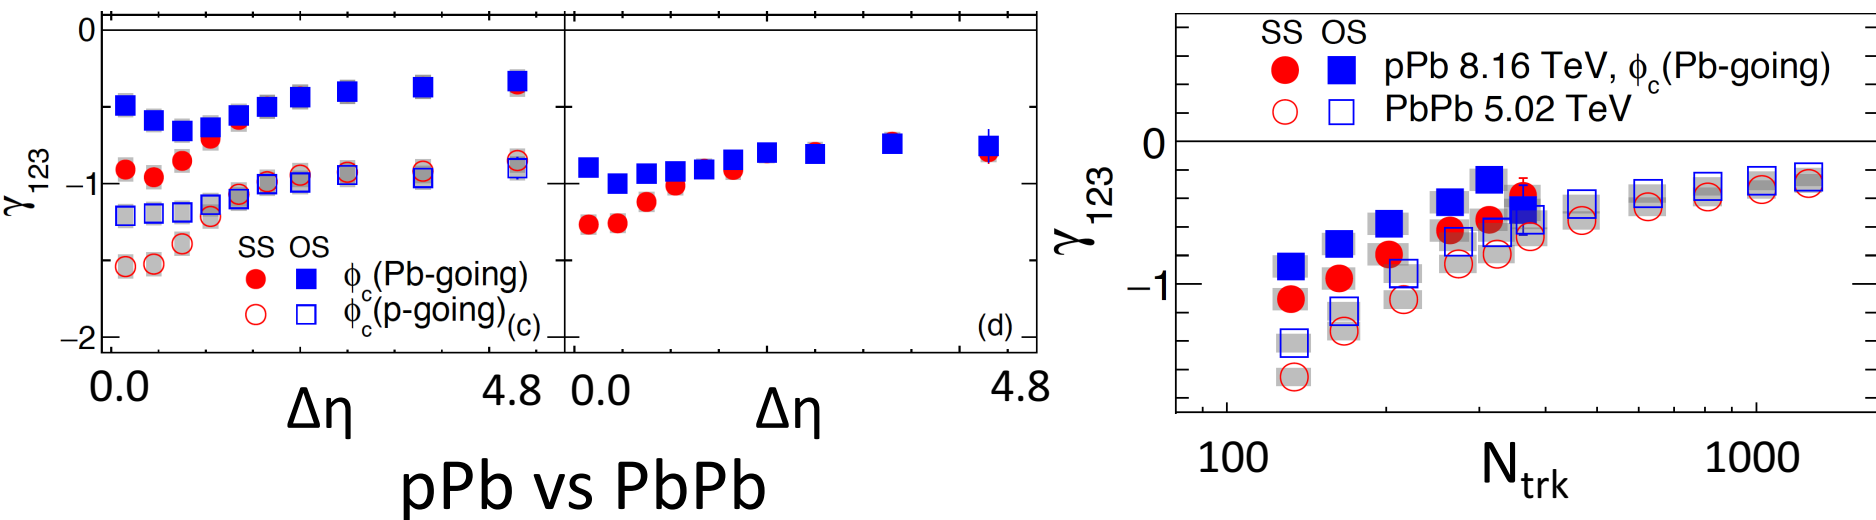 0
−1
−2
γ123
SS OS
ϕc(Pb-going)
ϕc(p-going)
(c)
(d)
0.0
4.8
0.0
4.8
Δη
Δη
pPb vs PbPb
SS OS
pPb 8.16 TeV, ϕc(Pb-going)
PbPb 5.02 TeV
0
−1
γ123
100
1000
Ntrk